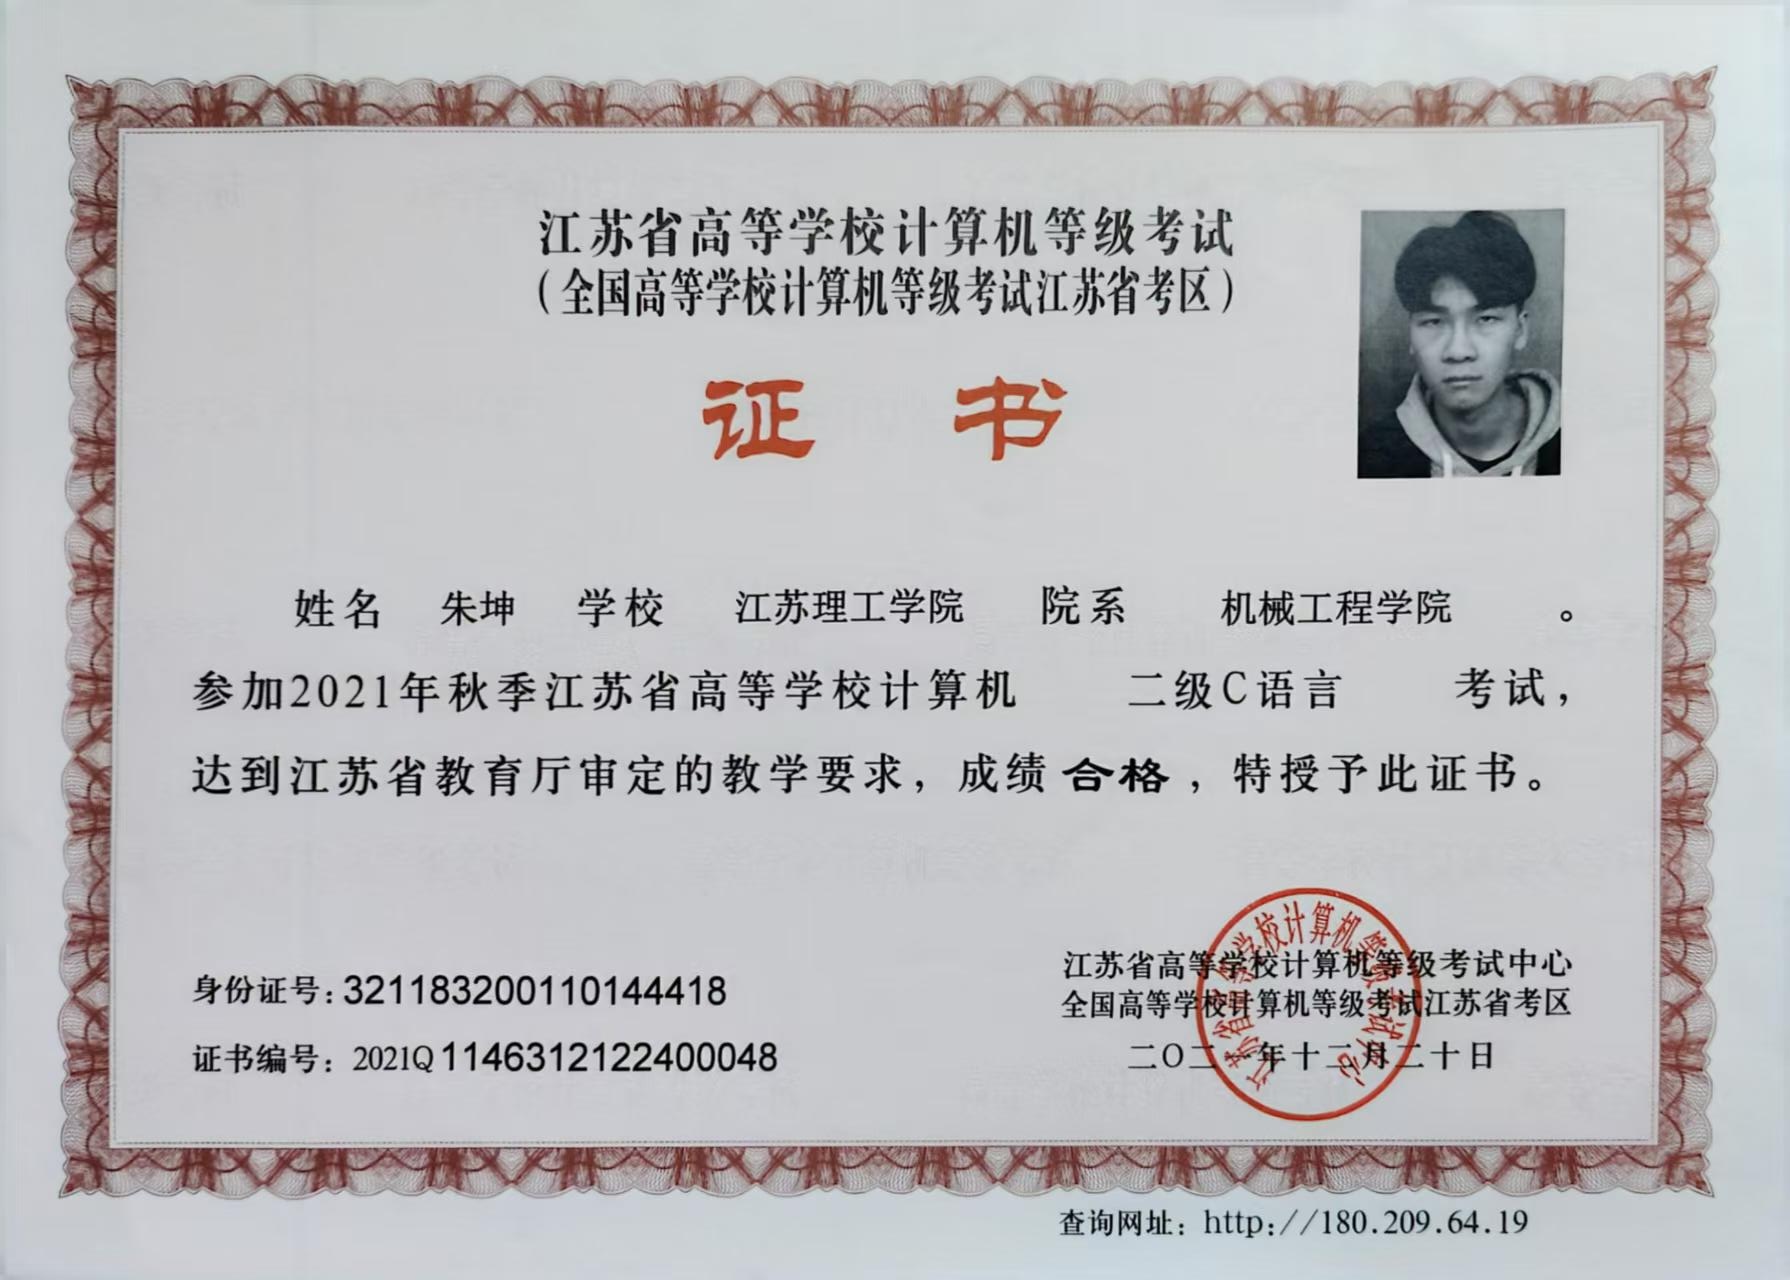 江苏省高等学校计算机等级考试
（全国高等学校计算机等级考试江苏省考区）
证 书
姓名 朱坤 学校 江苏理工学院 院系 机械工程学院 。
参加2021年秋季江苏省高等学校计算机 二级C语言 考试，
达到江苏省教育厅审定的教学要求，成绩 合格 ，特授予此证书。
身份证号：321183200110144418
证书编号：2021Q1146312122400048
江苏省高等学校计算机等级考试中心
全国高等学校计算机等级考试江苏省考区
二〇二一年十二月二十日
江苏省高等学校计算机等级考试中心
查询网址：http://180.209.64.19